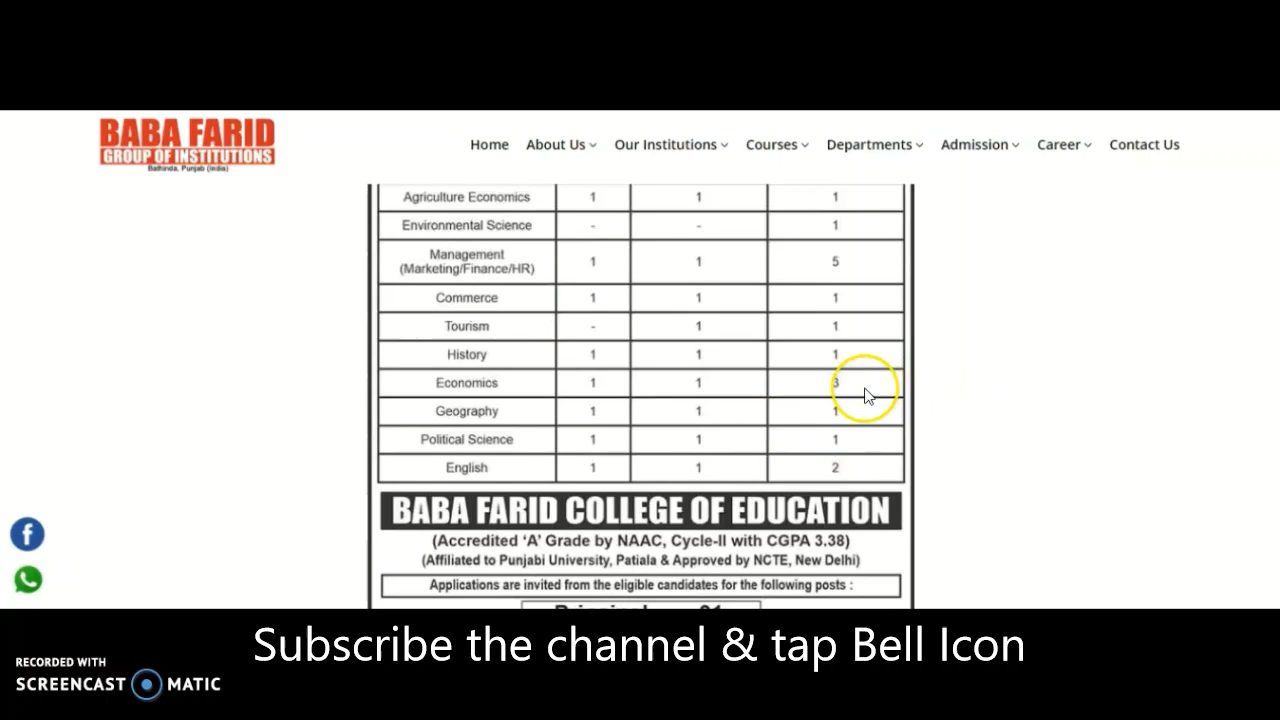 BABA FARID
GROUP OF INSTITUTIONS
Bathinda, Punjab (India)
Home About Us Our Institutions Courses Departments Admission Career Contact Us
Agriculture Economics 1 1 1
Environmental Science - - 1
Management
(Marketing/Finance/HR) 1 1 5
Commerce 1 1 1
Tourism - 1 1
History 1 1 1
Economics 1 1 3
Geography 1 1 1
Political Science 1 1 1
English 1 1 2
BABA FARID COLLEGE OF EDUCATION
(Accredited ‘A’ Grade by NAAC, Cycle-II with CGPA 3.38)
(Affiliated to Punjabi University, Patiala & Approved by NCTE, New Delhi)
Applications are invited from the eligible candidates for the following posts :
Subscribe the channel & tap Bell Icon
RECORDED WITH
SCREENCAST MATIC